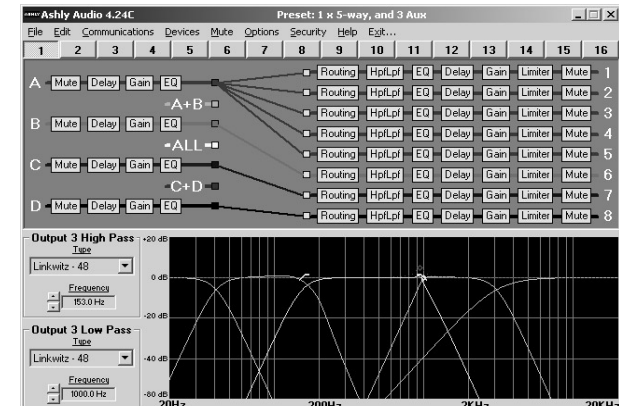 ASHLY Ashly Audio 4.24C Preset: 1 x 5-way, and 3 Aux
File Edit Communications Devices Mute Options Security Help Exit...
1 2 3 4 5 6 7 8 9 10 11 12 13 14 15 16
Routing HpfLpf EQ Delay Gain Limiter Mute 1
A Mute Delay Gain EQ
Routing HpfLpf EQ Delay Gain Limiter Mute 2
A+B
Routing HpfLpf EQ Delay Gain Limiter Mute 3
B Mute Delay Gain EQ
Routing HpfLpf EQ Delay Gain Limiter Mute 4
ALL
Routing HpfLpf EQ Delay Gain Limiter Mute 5
C Mute Delay Gain EQ
Routing HpfLpf EQ Delay Gain Limiter Mute 6
C+D
Routing HpfLpf EQ Delay Gain Limiter Mute 7
D Mute Delay Gain EQ
Routing HpfLpf EQ Delay Gain Limiter Mute 8
Output 3 High Pass
Type
Linkwitz - 48
Frequency
153.0 Hz
Output 3 Low Pass
Type
Linkwitz - 48
Frequency
1000.0 Hz
+20 dB
0 dB
-20 dB
-40 dB
-60 dB
20Hz 200Hz 2KHz 20KHz